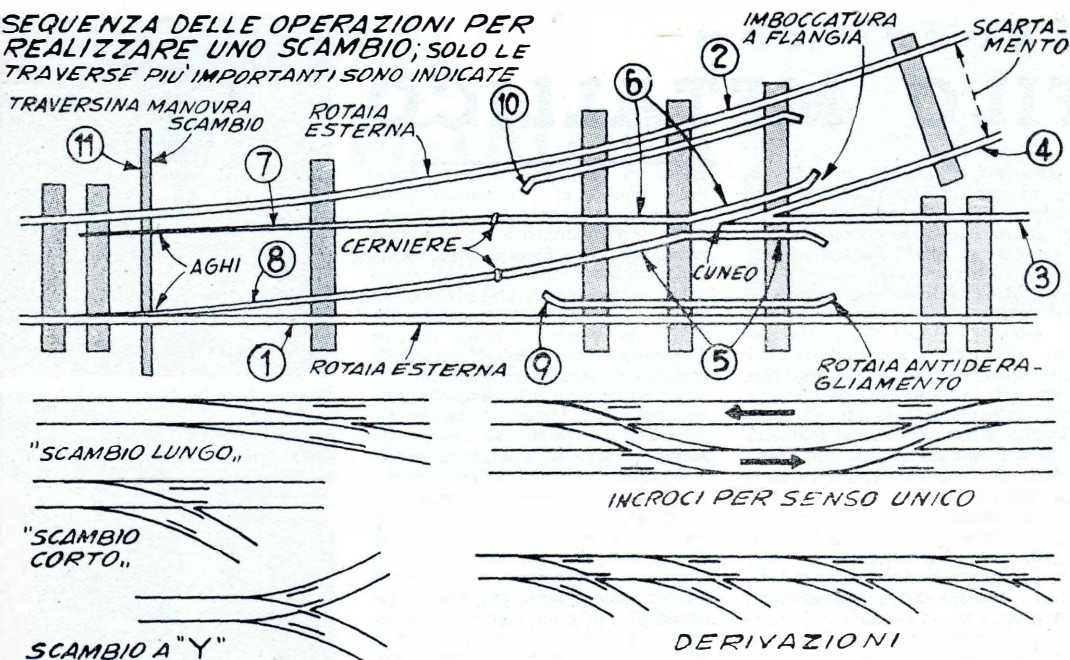 SEQUENZA DELLE OPERAZIONI PER
REALIZZARE UNO SCAMBIO; SOLO LE
TRAVERSE PIU' IMPORTANTI SONO INDICATE
IMBOCCATURA
A FLANGIA
SCARTA-
MENTO
TRAVERSINA MANOVRA
SCAMBIO
ROTAIA
ESTERNA
10
6
2
11
7
4
AGHI
8
CERNIERE
CUNEO
3
1
ROTAIA ESTERNA
9
5
ROTAIA ANTIDERA-
GLIAMENTO
"SCAMBIO LUNGO„
INCROCI PER SENSO UNICO
"SCAMBIO
CORTO„
SCAMBIO A "Y"
DERIVAZIONI